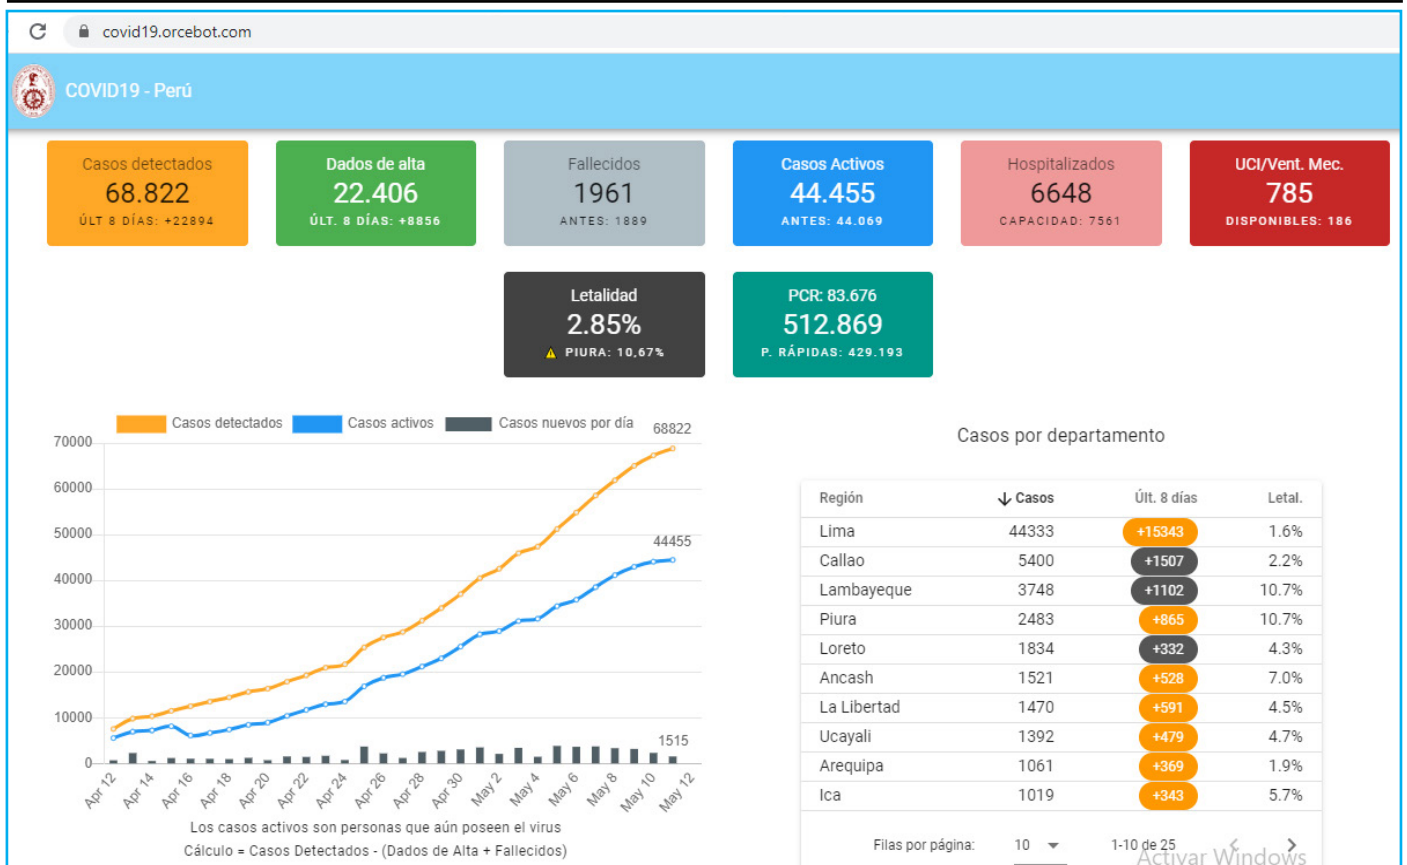 covid19.orcebot.com
COVID19 - Perú
Casos detectados
68.822
ÚLT 8 DÍAS: +22894
Dados de alta
22.406
ÚLT. 8 DÍAS: +8856
Fallecidos
1961
ANTES: 1889
Casos Activos
44.455
ANTES: 44.069
Hospitalizados
6648
CAPACIDAD: 7561
UCI/Vent. Mec.
785
DISPONIBLES: 186
Letalidad
2.85%
PIURA: 10,67%
PCR: 83.676
512.869
P. RÁPIDAS: 429.193
Casos detectados Casos activos Casos nuevos por día
68822
70000
60000
50000
44455
40000
30000
20000
10000
1515
0
Apr 12 Apr 14 Apr 16 Apr 18 Apr 20 Apr 22 Apr 24 Apr 26 Apr 28 Apr 30 May 2 May 4 May 6 May 8 May 10 May 12
Los casos activos son personas que aún poseen el virus
Cálculo = Casos Detectados - (Dados de Alta + Fallecidos)
Casos por departamento
Región Casos Últ. 8 días Letal.
Lima 44333 +15343 1.6%
Callao 5400 +1507 2.2%
Lambayeque 3748 +1102 10.7%
Piura 2483 +865 10.7%
Loreto 1834 +332 4.3%
Ancash 1521 +528 7.0%
La Libertad 1470 +591 4.5%
Ucayali 1392 +479 4.7%
Arequipa 1061 +369 1.9%
Ica 1019 +343 5.7%
Filas por página: 10 1-10 de 25
Activar Windows